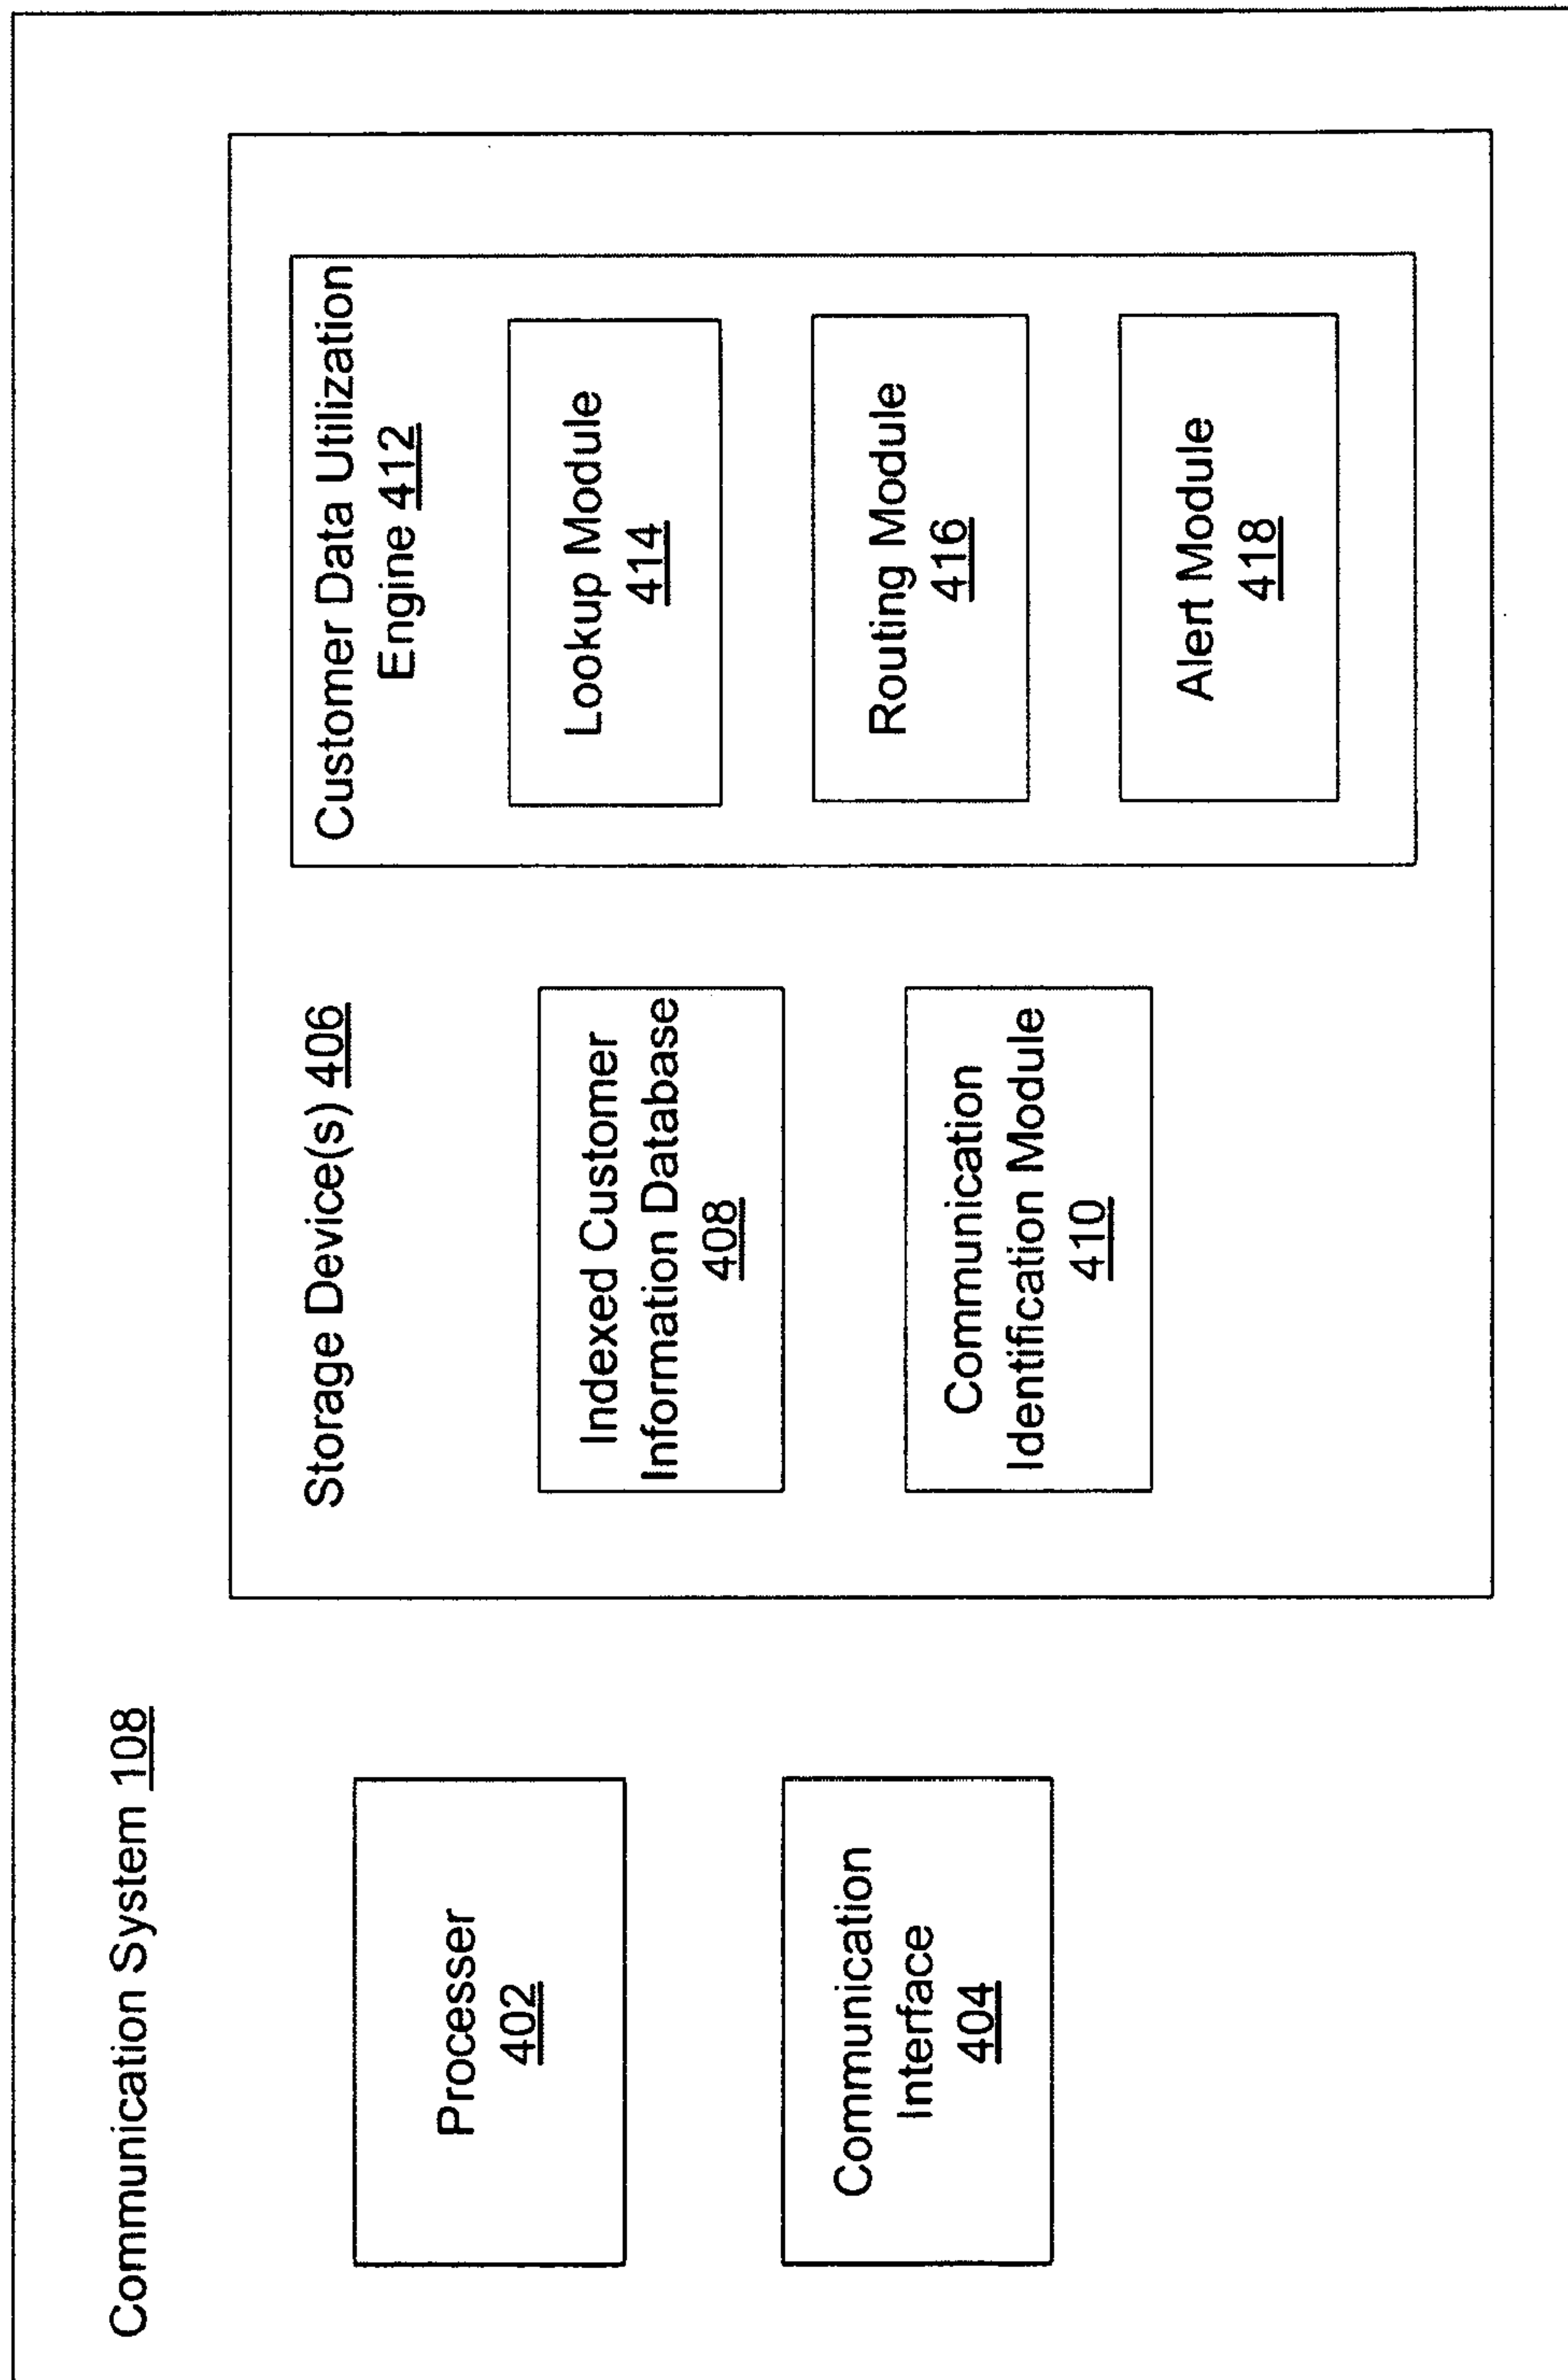 Communication System 108
Processer
402
Communication
Interface
404
Storage Device(s) 406
Indexed Customer
Information Database
408
Communication
Identification Module
410
Customer Data Utilization
Engine 412
Lookup Module
414
Routing Module
416
Alert Module
418